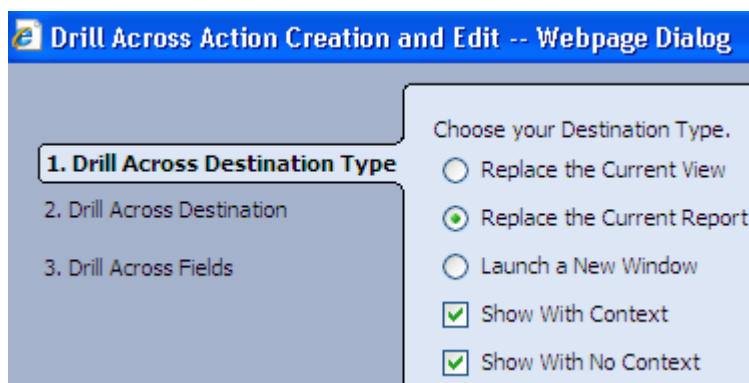 Drill Across Action Creation and Edit -- Webpage Dialog
Choose your Destination Type.
1. Drill Across Destination Type
Replace the Current View
2. Drill Across Destination
Replace the Current Report
3. Drill Across Fields
Launch a New Window
Show With Context
Show With No Context